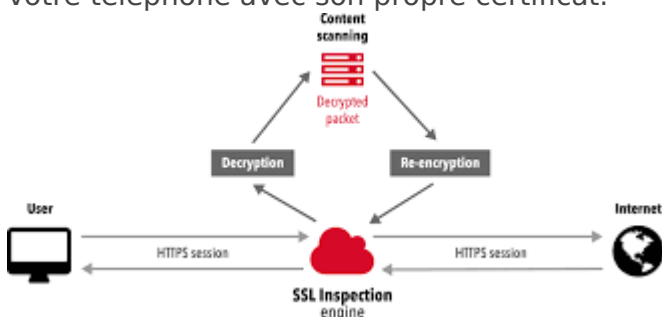 votre téléphone avec son propre certificat.
Content
scanning
Decrypted
packet
Decryption
Re-encryption
User
Internet
HTTPS session
HTTPS session
SSL Inspection
engine